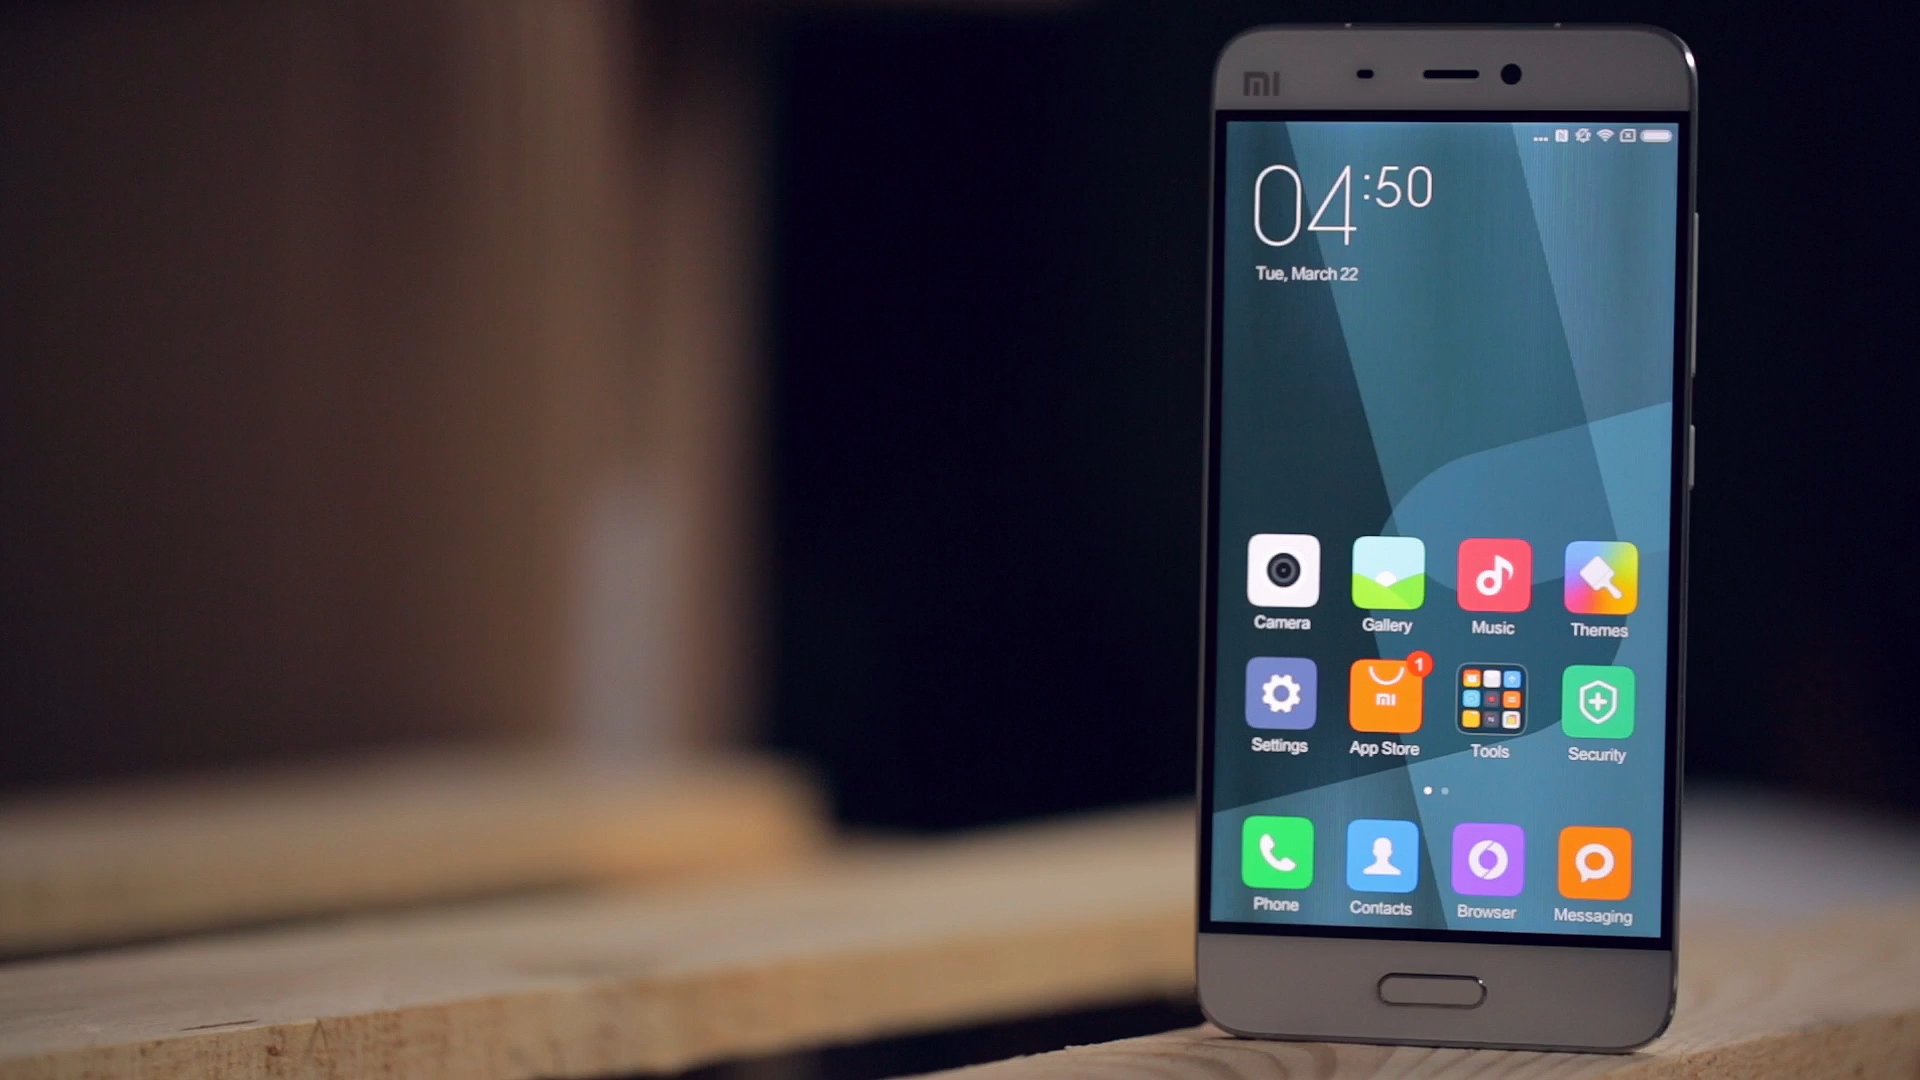 MI
04:50
Tue, March 22
Camera Gallery Music Themes
1
MI
Settings App Store Tools Security
Phone Contacts Browser Messaging